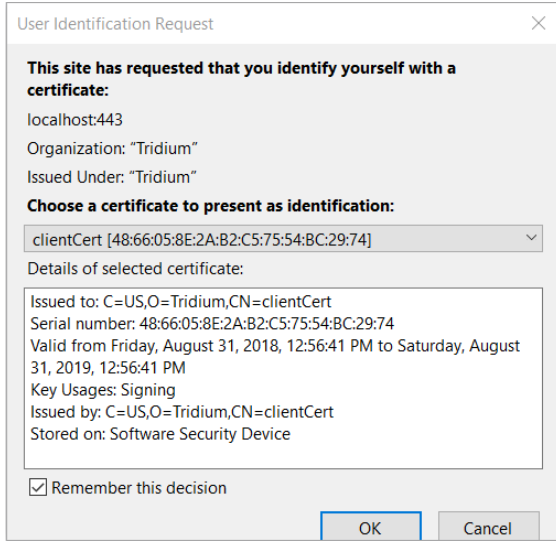 User Identification Request
This site has requested that you identify yourself with a
certificate:
localhost:443
Organization: “Tridium”
Issued Under: “Tridium”
Choose a certificate to present as identification:
clientCert [48:66:05:8E:2A:B2:C5:75:54:BC:29:74]
Details of selected certificate:
Issued to: C=US,O=Tridium,CN=clientCert
Serial number: 48:66:05:8E:2A:B2:C5:75:54:BC:29:74
Valid from Friday, August 31, 2018, 12:56:41 PM to Saturday, August
31, 2019, 12:56:41 PM
Key Usages: Signing
Issued by: C=US,O=Tridium,CN=clientCert
Stored on: Software Security Device
Remember this decision
OK Cancel